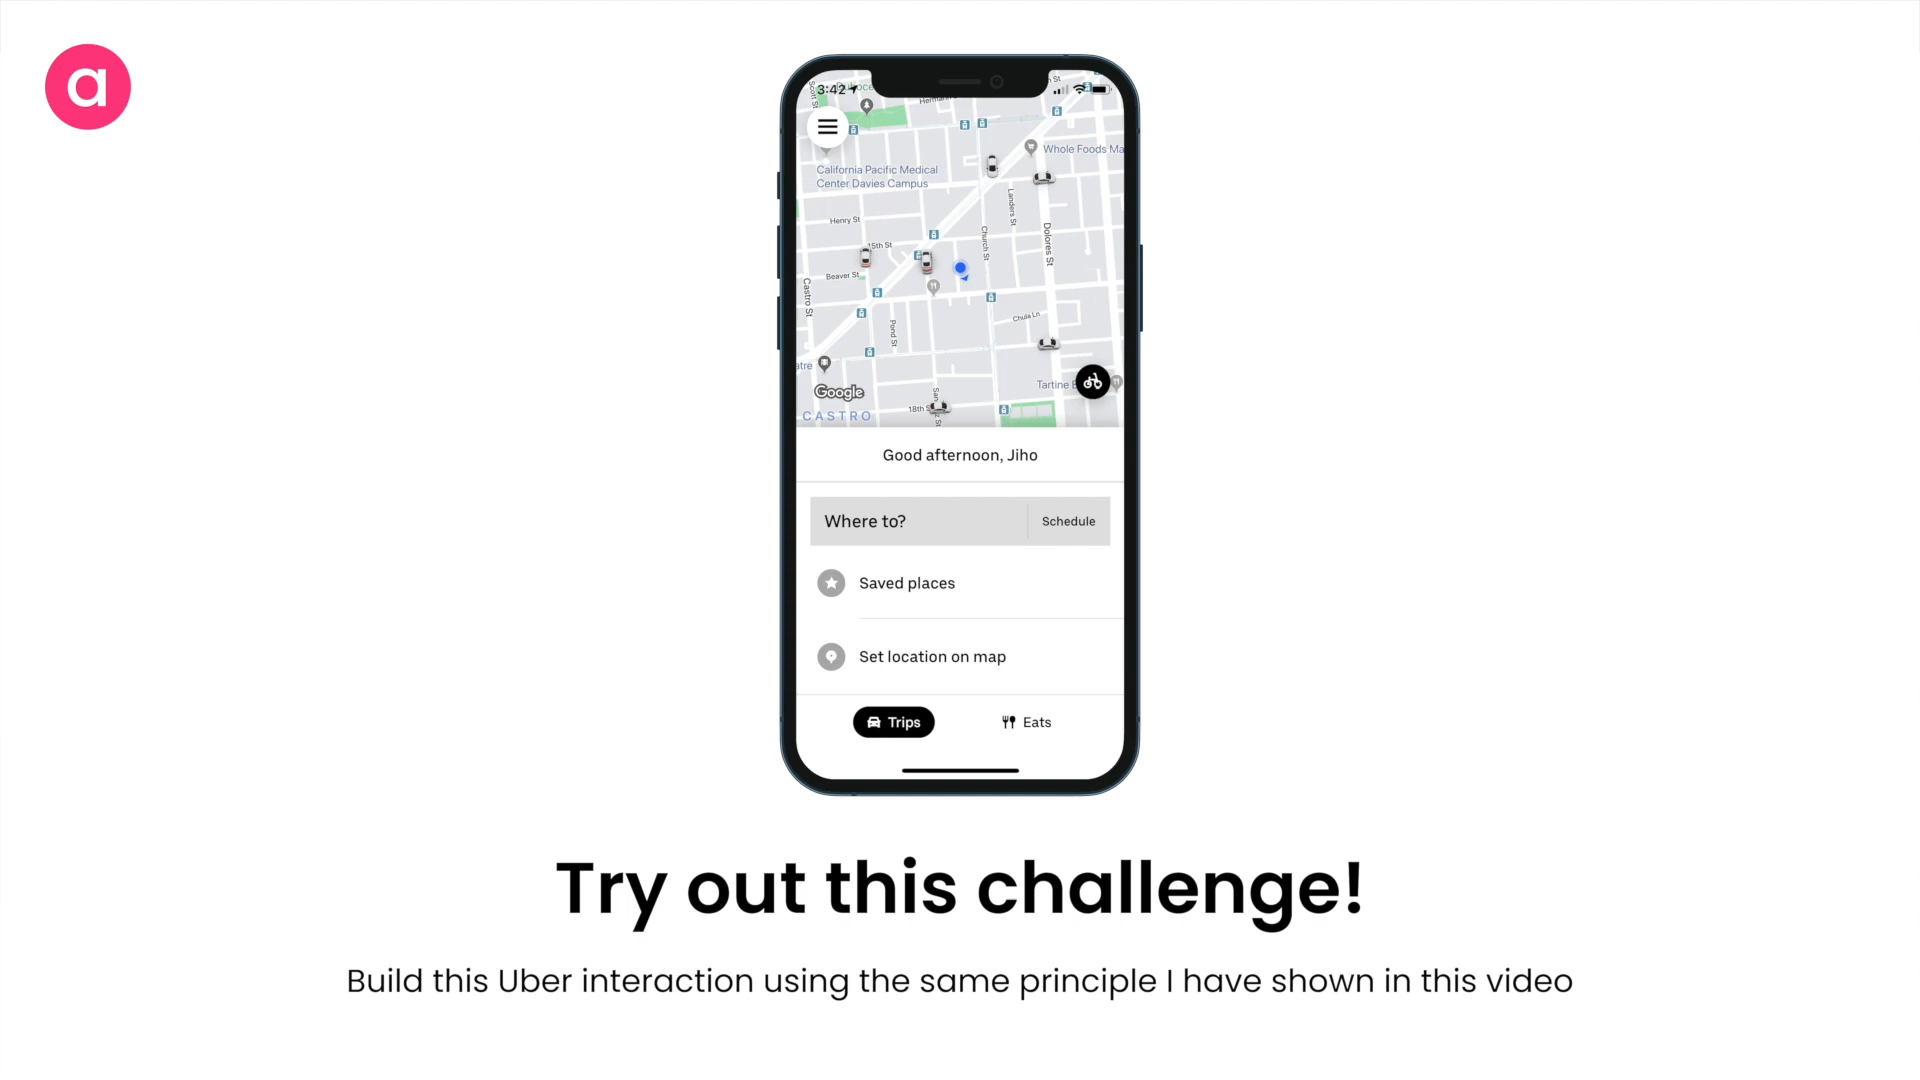 a
3:42
Hermann
Whole Foods Ma
California Pacific Medical
Center Davies Campus
Landers St
Henry St
Church St
Dolores St
15th St
Beaver St
Castro St
Chula Ln
Pond St
atre
Tartine B
Google
18th S
CASTRO
Good afternoon, Jiho
Where to?
Schedule
Saved places
Set location on map
Trips
Eats
Try out this challenge!
Build this Uber interaction using the same principle I have shown in this video